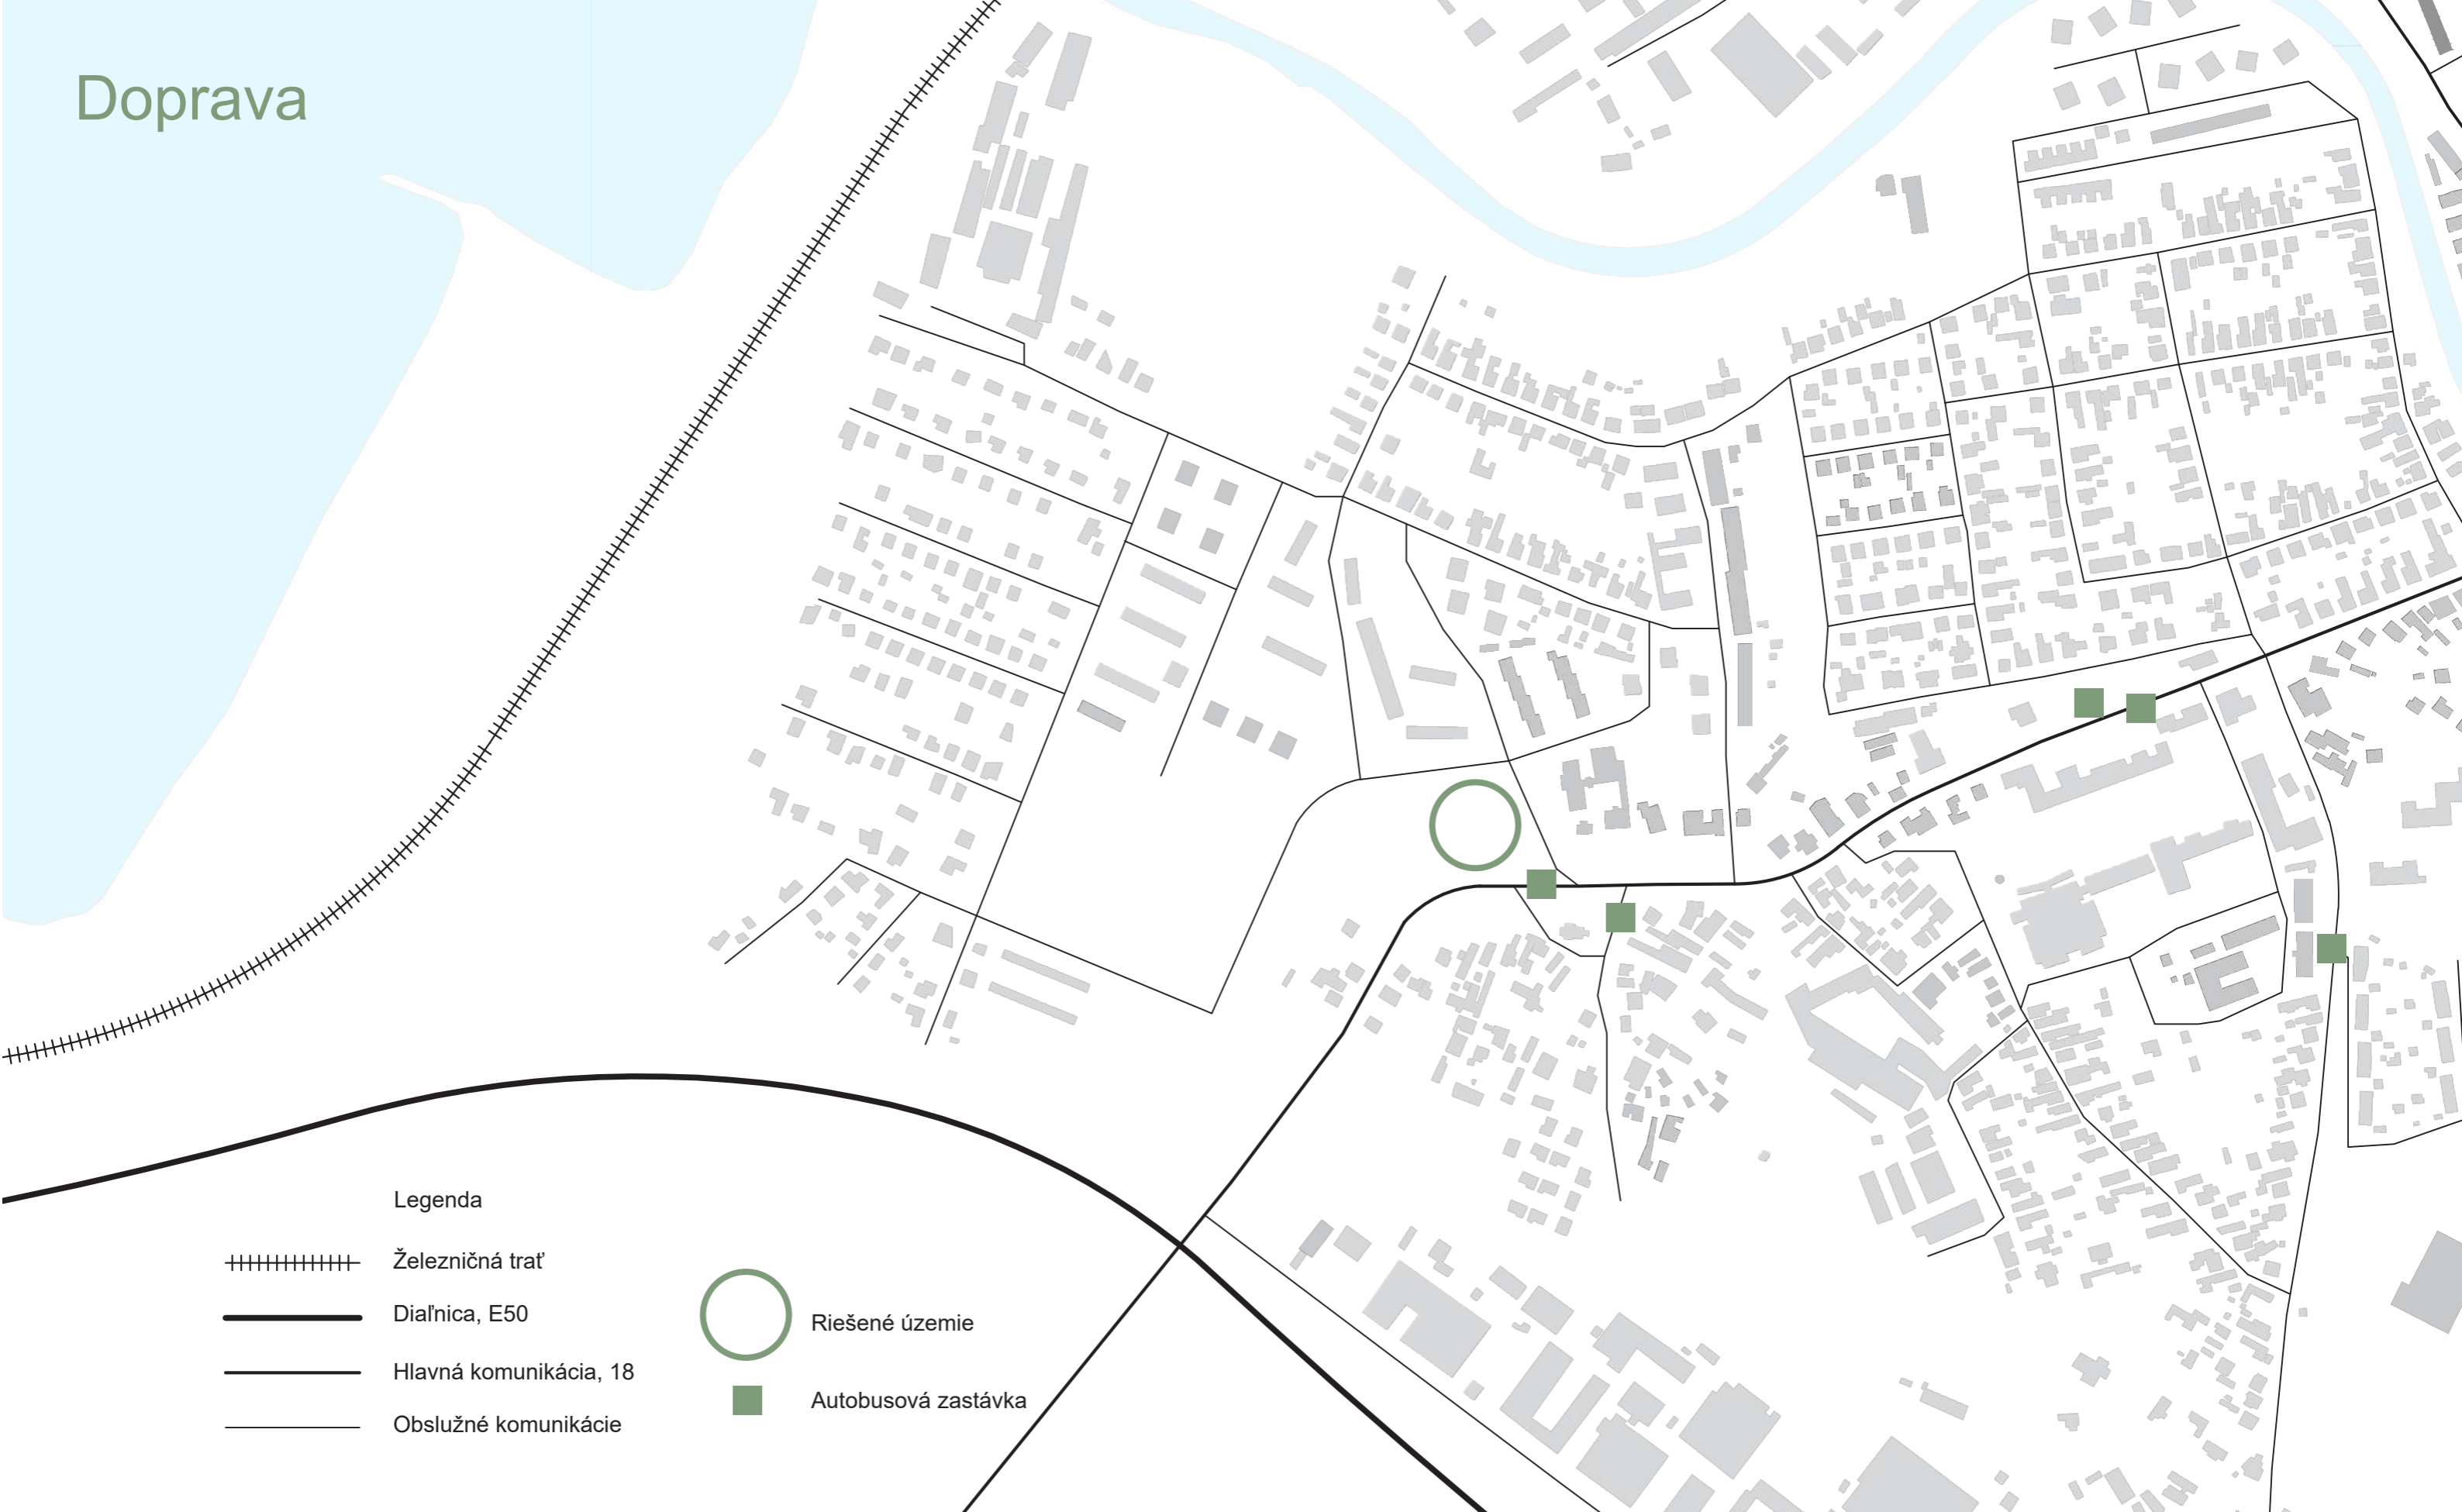 Doprava
Legenda
Železničná trať
Diaľnica, E50
Hlavná komunikácia, 18
Obslužné komunikácie
Riešené územie
Autobusová zastávka